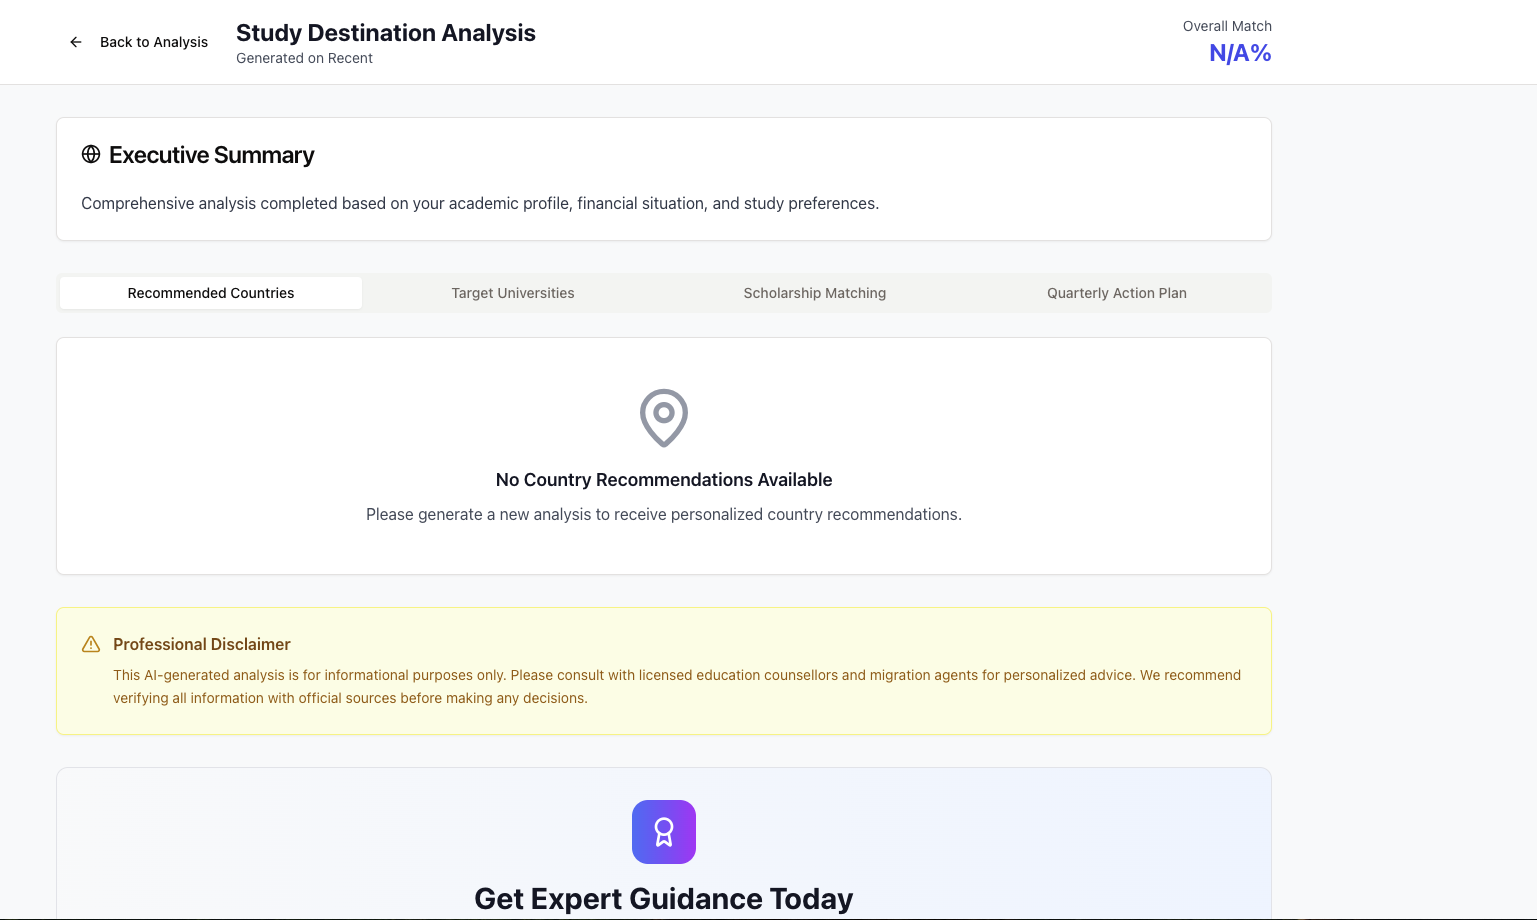 Back to Analysis
Study Destination Analysis
Generated on Recent
Overall Match
N/A%
Executive Summary
Comprehensive analysis completed based on your academic profile, financial situation, and study preferences.
Recommended Countries
Target Universities
Scholarship Matching
Quarterly Action Plan
No Country Recommendations Available
Please generate a new analysis to receive personalized country recommendations.
Professional Disclaimer
This AI-generated analysis is for informational purposes only. Please consult with licensed education counsellors and migration agents for personalized advice. We recommend
verifying all information with official sources before making any decisions.
Get Expert Guidance Today